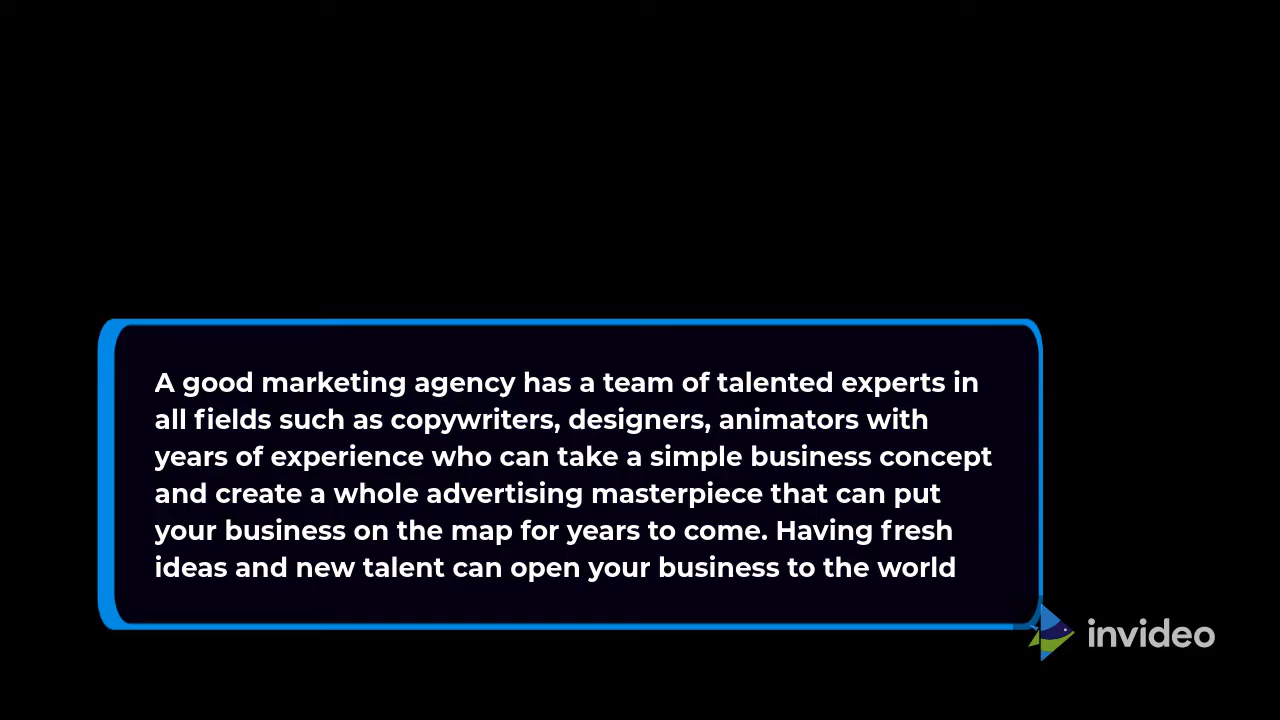 A good marketing agency has a team of talented experts in
all fields such as copywriters, designers, animators with
years of experience who can take a simple business concept
and create a whole advertising masterpiece that can put
your business on the map for years to come. Having fresh
ideas and new talent can open your business to the world
invideo